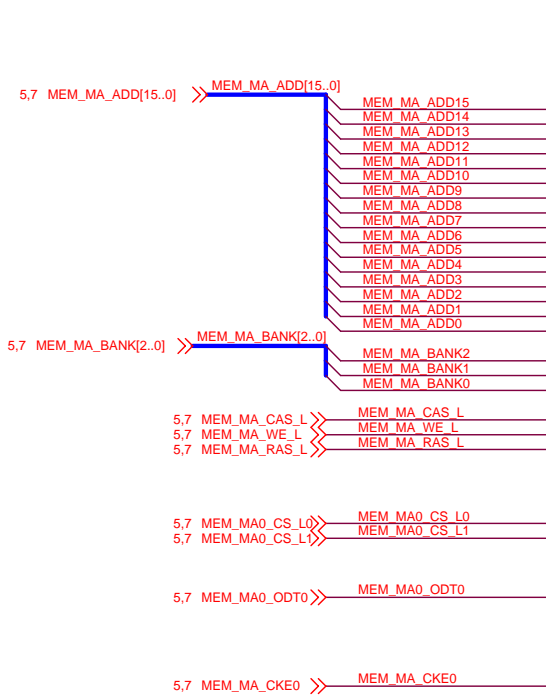 5,7 MEM_MA_ADD[15..0] MEM_MA_ADD[15..0]
MEM_MA_ADD15
MEM_MA_ADD14
MEM_MA_ADD13
MEM_MA_ADD12
MEM_MA_ADD11
MEM_MA_ADD10
MEM_MA_ADD9
MEM_MA_ADD8
MEM_MA_ADD7
MEM_MA_ADD6
MEM_MA_ADD5
MEM_MA_ADD4
MEM_MA_ADD3
MEM_MA_ADD2
MEM_MA_ADD1
MEM_MA_ADD0
5,7 MEM_MA_BANK[2..0] MEM_MA_BANK[2..0]
MEM_MA_BANK2
MEM_MA_BANK1
MEM_MA_BANK0
5,7 MEM_MA_CAS_L MEM_MA_CAS_L
5,7 MEM_MA_WE_L MEM_MA_WE_L
5,7 MEM_MA_RAS_L MEM_MA_RAS_L
5,7 MEM_MA0_CS_L0 MEM_MA0_CS_L0
5,7 MEM_MA0_CS_L1 MEM_MA0_CS_L1
5,7 MEM_MA0_ODT0 MEM_MA0_ODT0
5,7 MEM_MA_CKE0 MEM_MA_CKE0